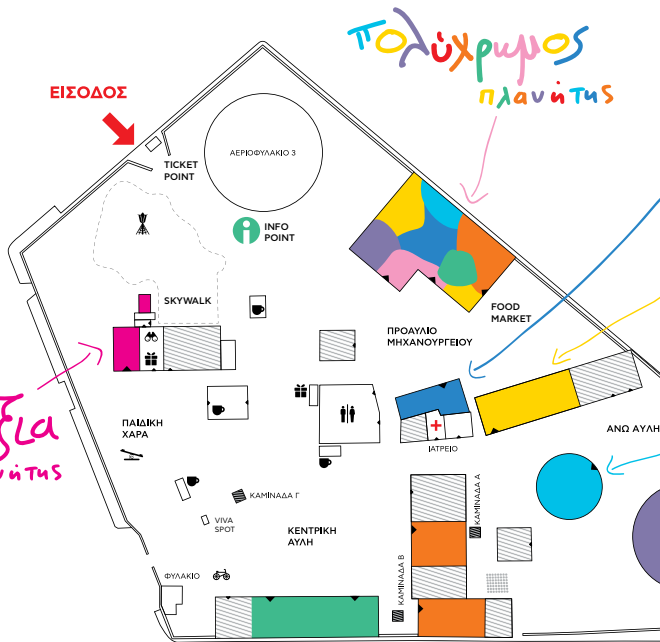 πολύχρωμος
πλανήτης
ΕΙΣΟΔΟΣ
TICKET
POINT
ΑΕΡΙΟΦΥΛΑΚΙΟ 3
i INFO
POINT
SKYWALK
FOOD
MARKET
ΠΡΟΑΥΛΙΟ
ΜΗΧΑΝΟΥΡΓΕΙΟΥ
ΠΑΙΔΙΚΗ
ΧΑΡΑ
ΙΑΤΡΕΙΟ
ΑΝΩ ΑΥΛΗ
ΚΑΜΙΝΑΔΑ Γ
ΚΑΜΙΝΑΔΑ Α
VIVA
SPOT
ΚΕΝΤΡΙΚΗ
ΑΥΛΗ
ΦΥΛΑΚΙΟ
ΚΑΜΙΝΑΔΑ Β